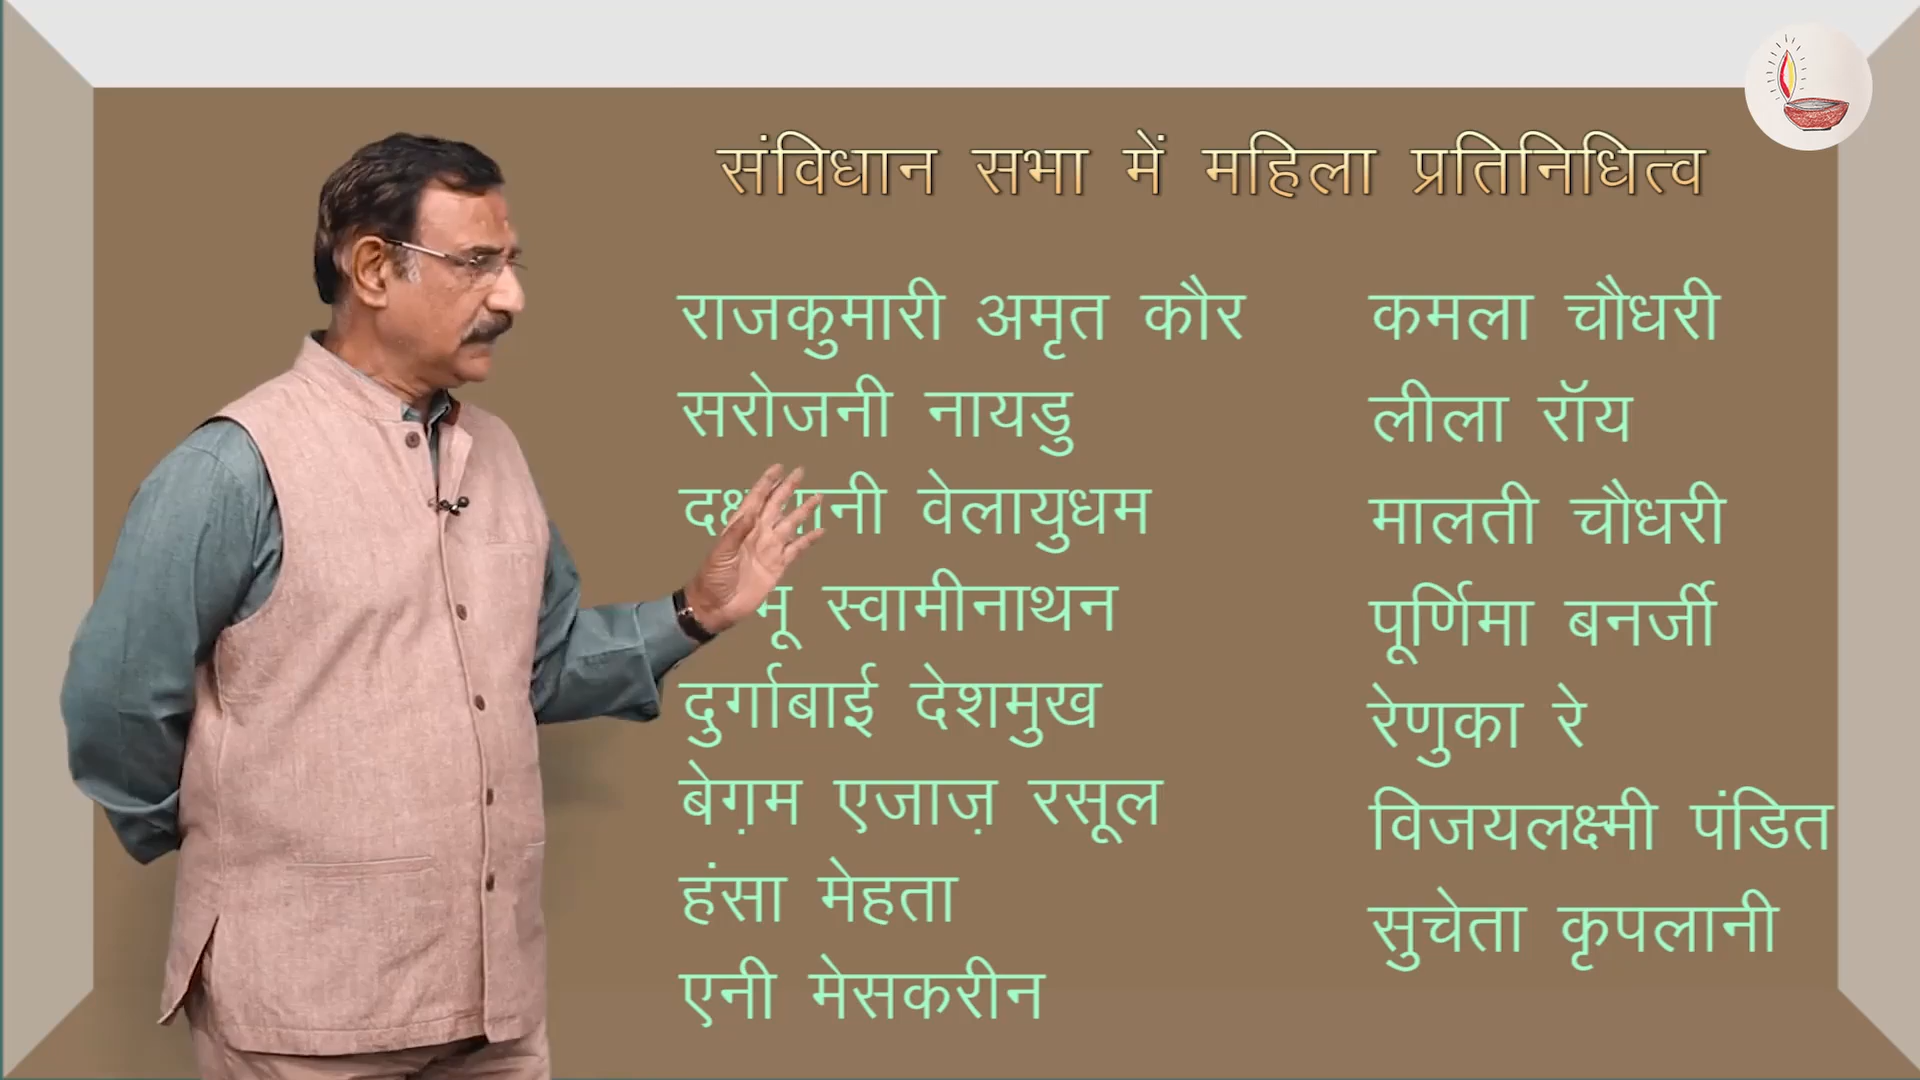 संविधान सभा में महिला प्रतिनिधित्व
राजकुमारी अमृत कौर
सरोजनी नायडु
वेलायुधम
स्वामीनाथन
दुर्गाबाई देशमुख
बेग़म एजाज़ रसूल
हंसा मेहता
एनी मेसकरीन
कमला चौधरी
लीला रॉय
मालती चौधरी
पूर्णिमा बनर्जी
रेणुका रे
विजयलक्ष्मी पंडित
सुचेता कृपलानी